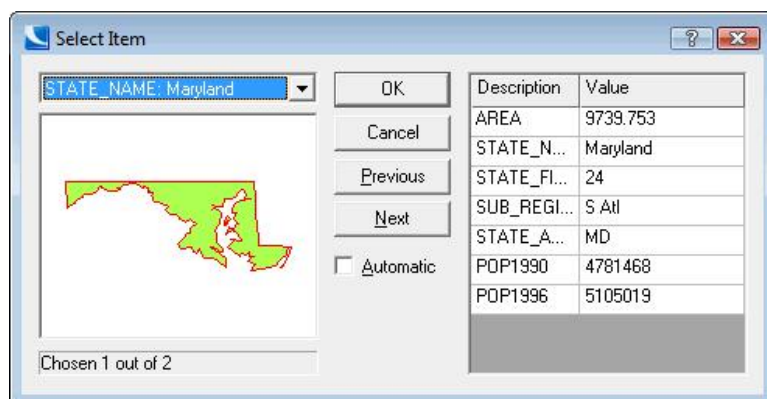 Select Item
?
STATE_NAME: Maryland
OK
Cancel
Previous
Next
Automatic
Chosen 1 out of 2
Description Value
AREA 9739.753
STATE_N... Maryland
STATE_FI... 24
SUB_REGI... S Atl
STATE_A... MD
POP1990 4781468
POP1996 5105019